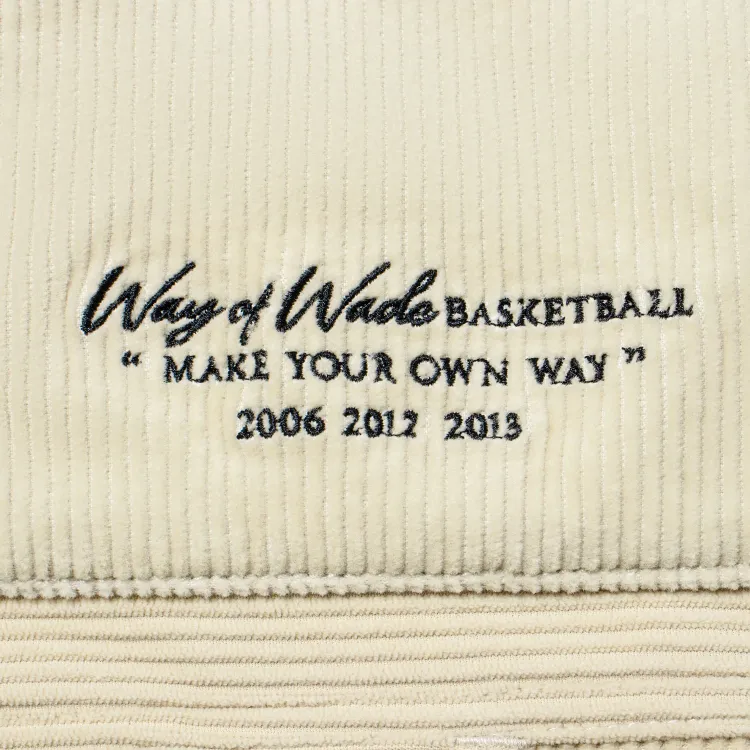 Way of Wade BASKETBALL
“ MAKE YOUR OWN WAY ”
2006 2012 2013